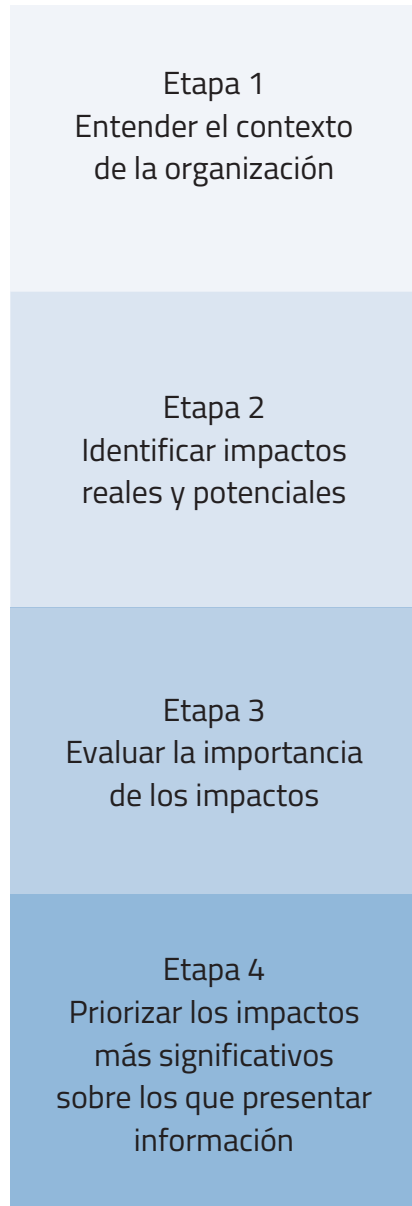 Etapa 1
Entender el contexto
de la organización
Etapa 2
Identificar impactos
reales y potenciales
Etapa 3
Evaluar la importancia
de los impactos
Etapa 4
Priorizar los impactos
más significativos
sobre los que presentar
información